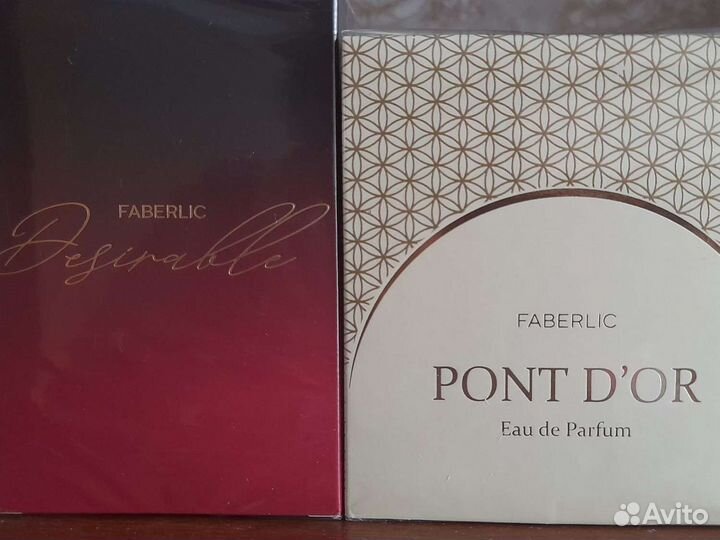 FABERLIC
Desirable
FABERLIC
PONT D'OR
Eau de Parfum
Avito